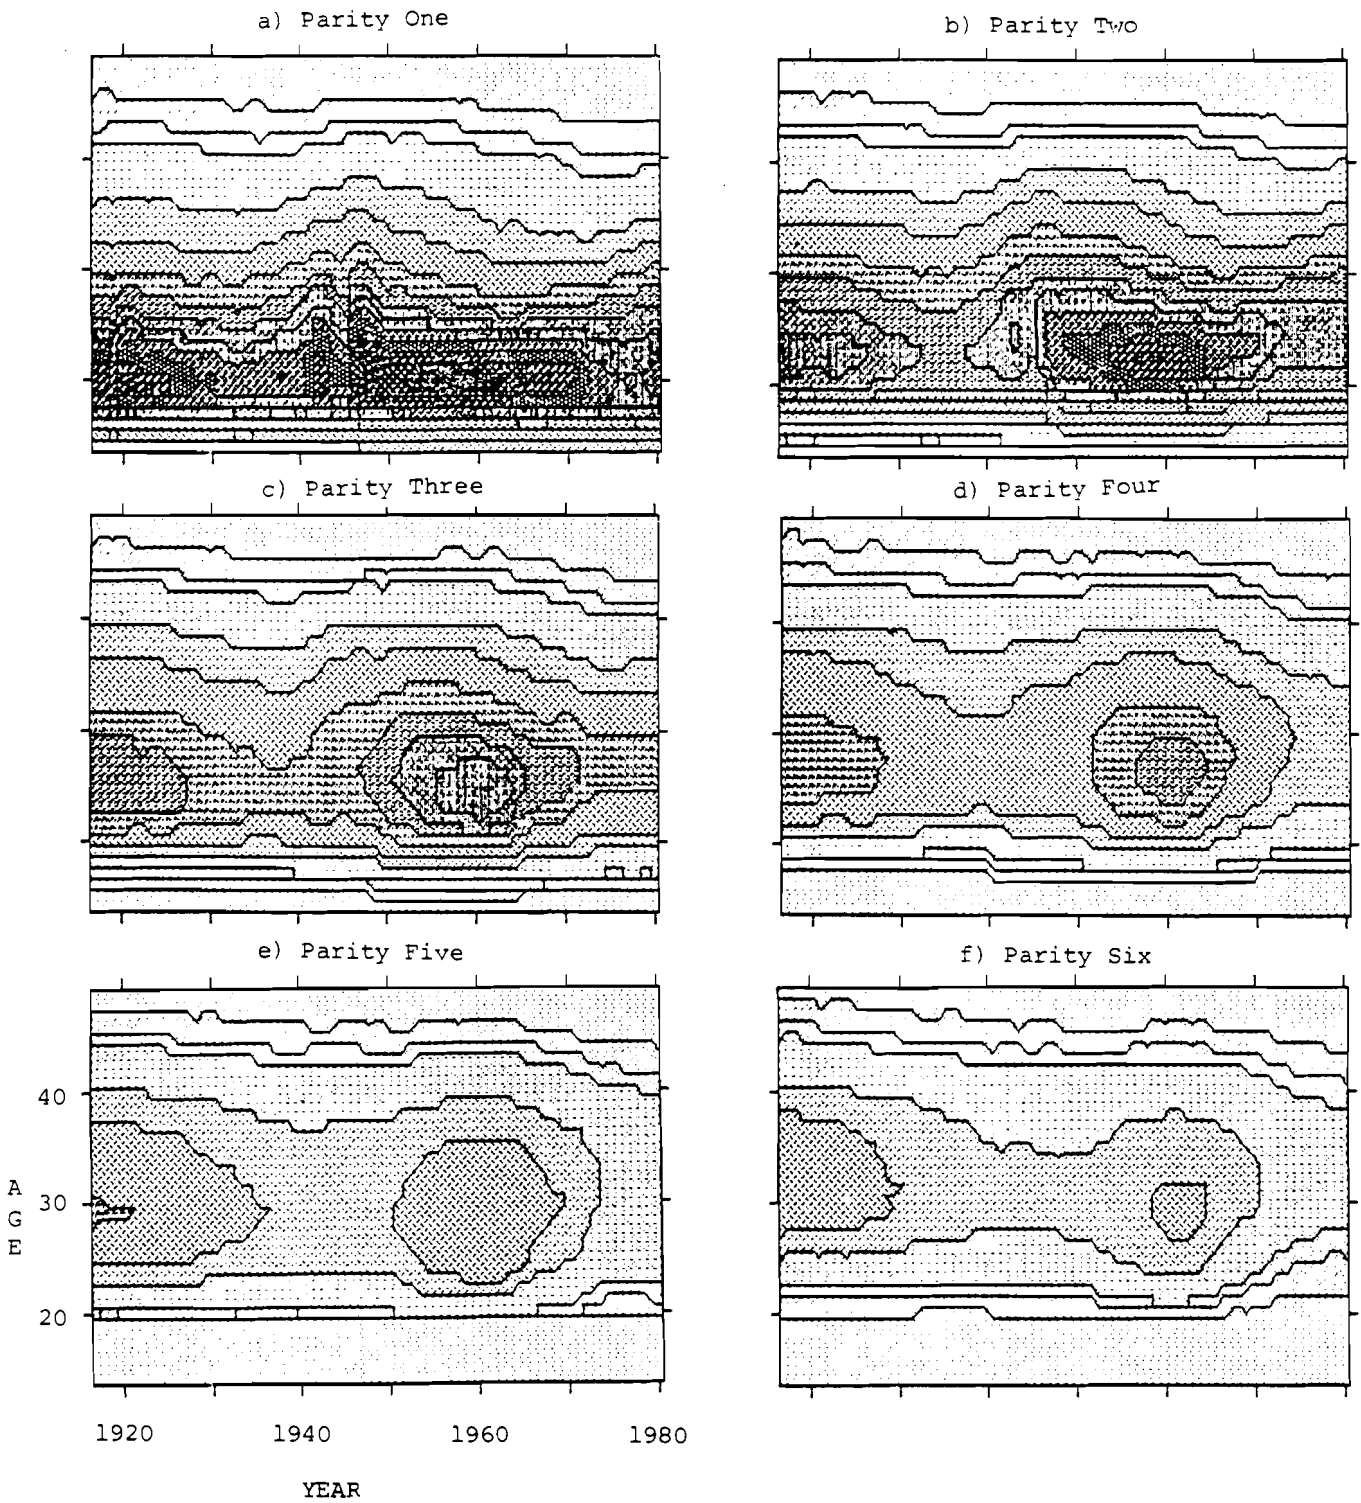 a) Parity One
b) Parity Two
c) Parity Three
d) Parity Four
e) Parity Five
f) Parity Six
40
30
20
AGE
1920 1940 1960 1980
YEAR